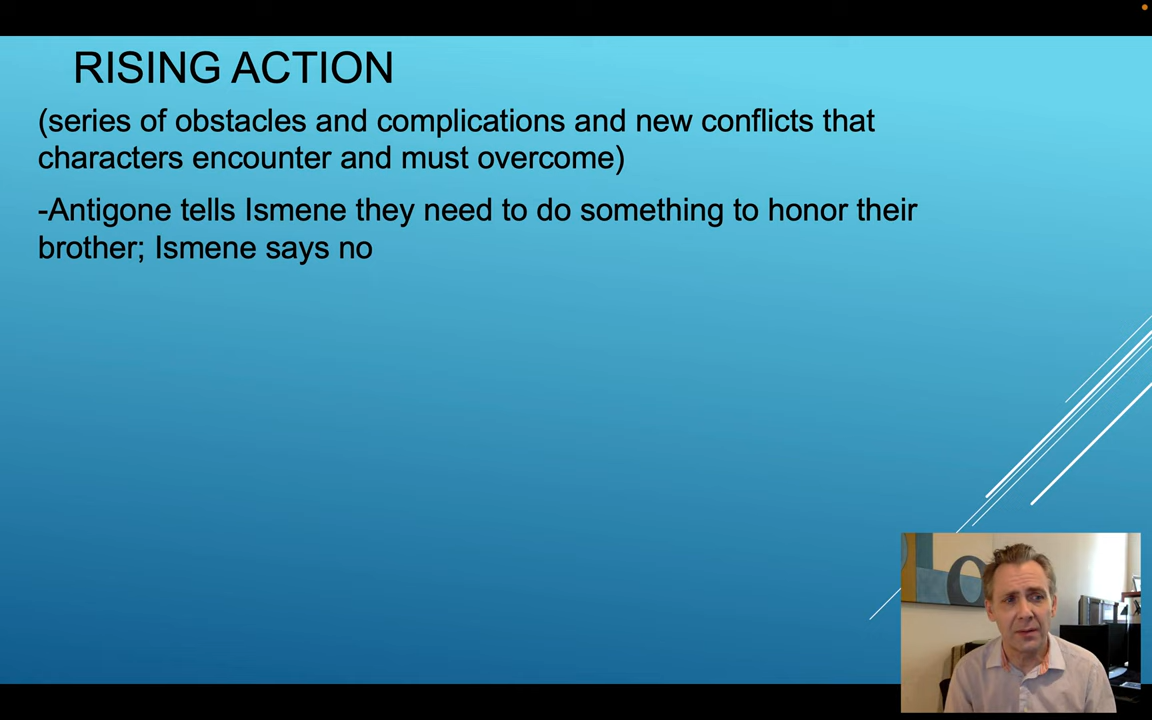 RISING ACTION
(series of obstacles and complications and new conflicts that
characters encounter and must overcome)
-Antigone tells Ismene they need to do something to honor their
brother; Ismene says no
Lo